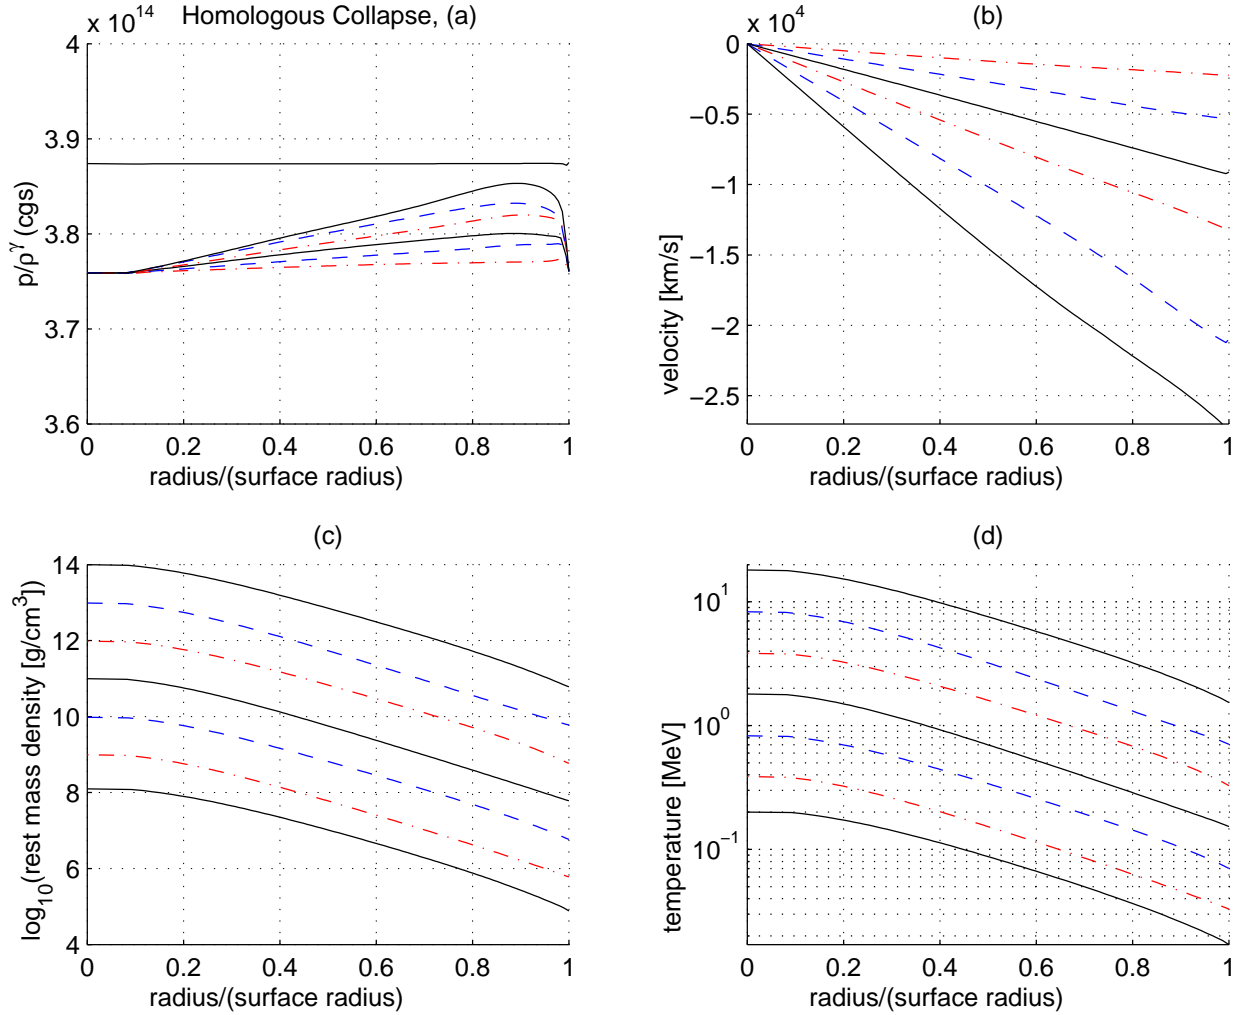 Homologous Collapse, (a)
x 10^14
4
3.9
3.8
3.7
3.6
p/ρ^γ (cgs)
0 0.2 0.4 0.6 0.8 1
radius/(surface radius)
(b)
x 10^4
0
−0.5
−1
−1.5
−2
−2.5
velocity [km/s]
0 0.2 0.4 0.6 0.8 1
radius/(surface radius)
(c)
14
12
10
8
6
4
log_10(rest mass density [g/cm^3])
0 0.2 0.4 0.6 0.8 1
radius/(surface radius)
(d)
10^1
10^0
10^−1
temperature [MeV]
0 0.2 0.4 0.6 0.8 1
radius/(surface radius)